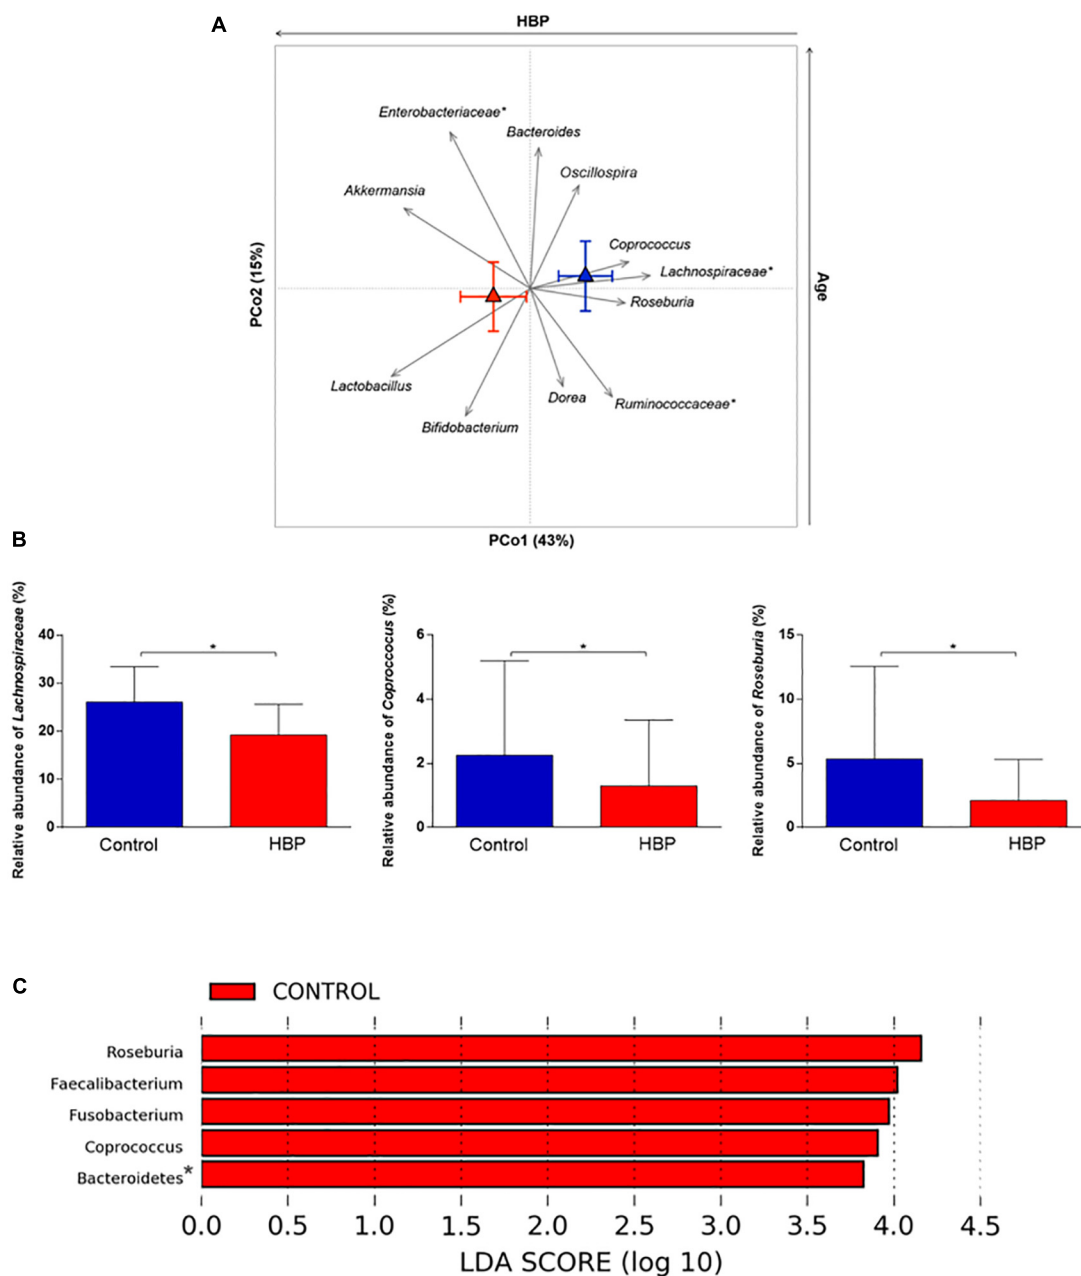 A
HBP
Enterobacteriaceae*
Bacteroides
Oscillospira
Akkermansia
Coprococcus
Lachnospiraceae*
Roseburia
PCo2 (15%)
Age
Lactobacillus
Dorea
Ruminococcaceae*
Bifidobacterium
PCo1 (43%)
B
Relative abundance of Lachnospiraceae (%)
40
30
20
10
0
*
Control
HBP
Relative abundance of Coproccocus (%)
6
4
2
0
*
Control
HBP
Relative abundance of Roseburia (%)
15
10
5
0
*
Control
HBP
C
CONTROL
Roseburia
Faecalibacterium
Fusobacterium
Coprococcus
Bacteroidetes*
0.0 0.5 1.0 1.5 2.0 2.5 3.0 3.5 4.0 4.5
LDA SCORE (log 10)